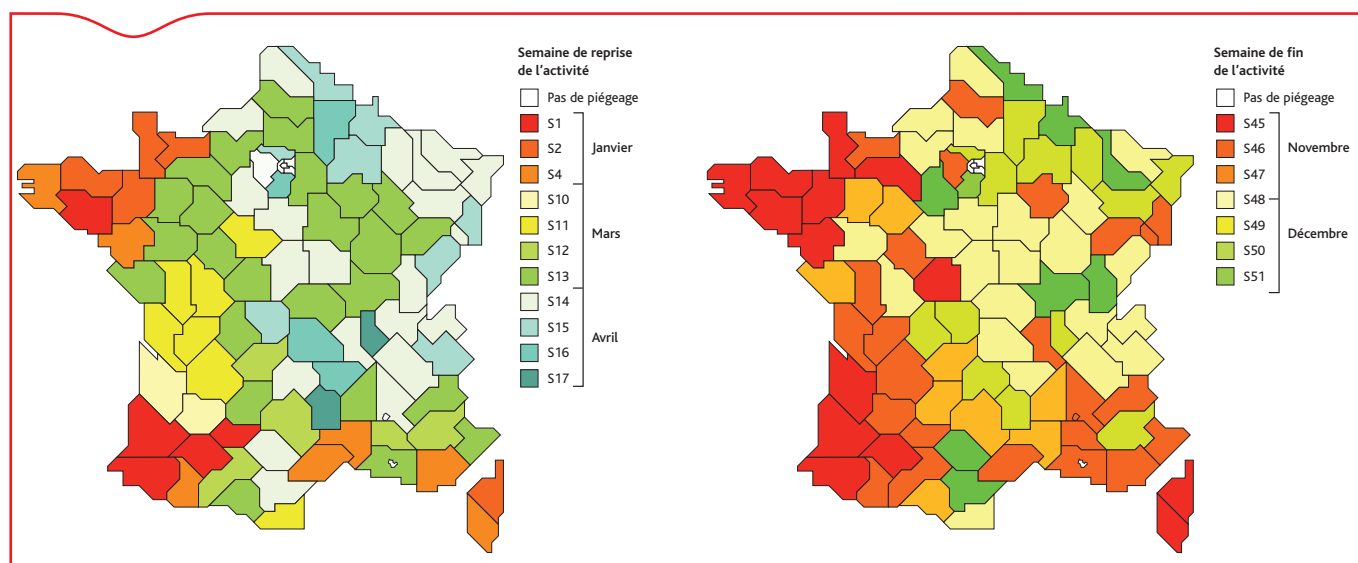 Semaine de reprise
de l'activité
Pas de piégeage
S1
S2
Janvier
S4
S10
S11
Mars
S12
S13
S14
S15
Avril
S16
S17
Semaine de fin
de l'activité
Pas de piégeage
S45
S46
Novembre
S47
S48
S49
Décembre
S50
S51